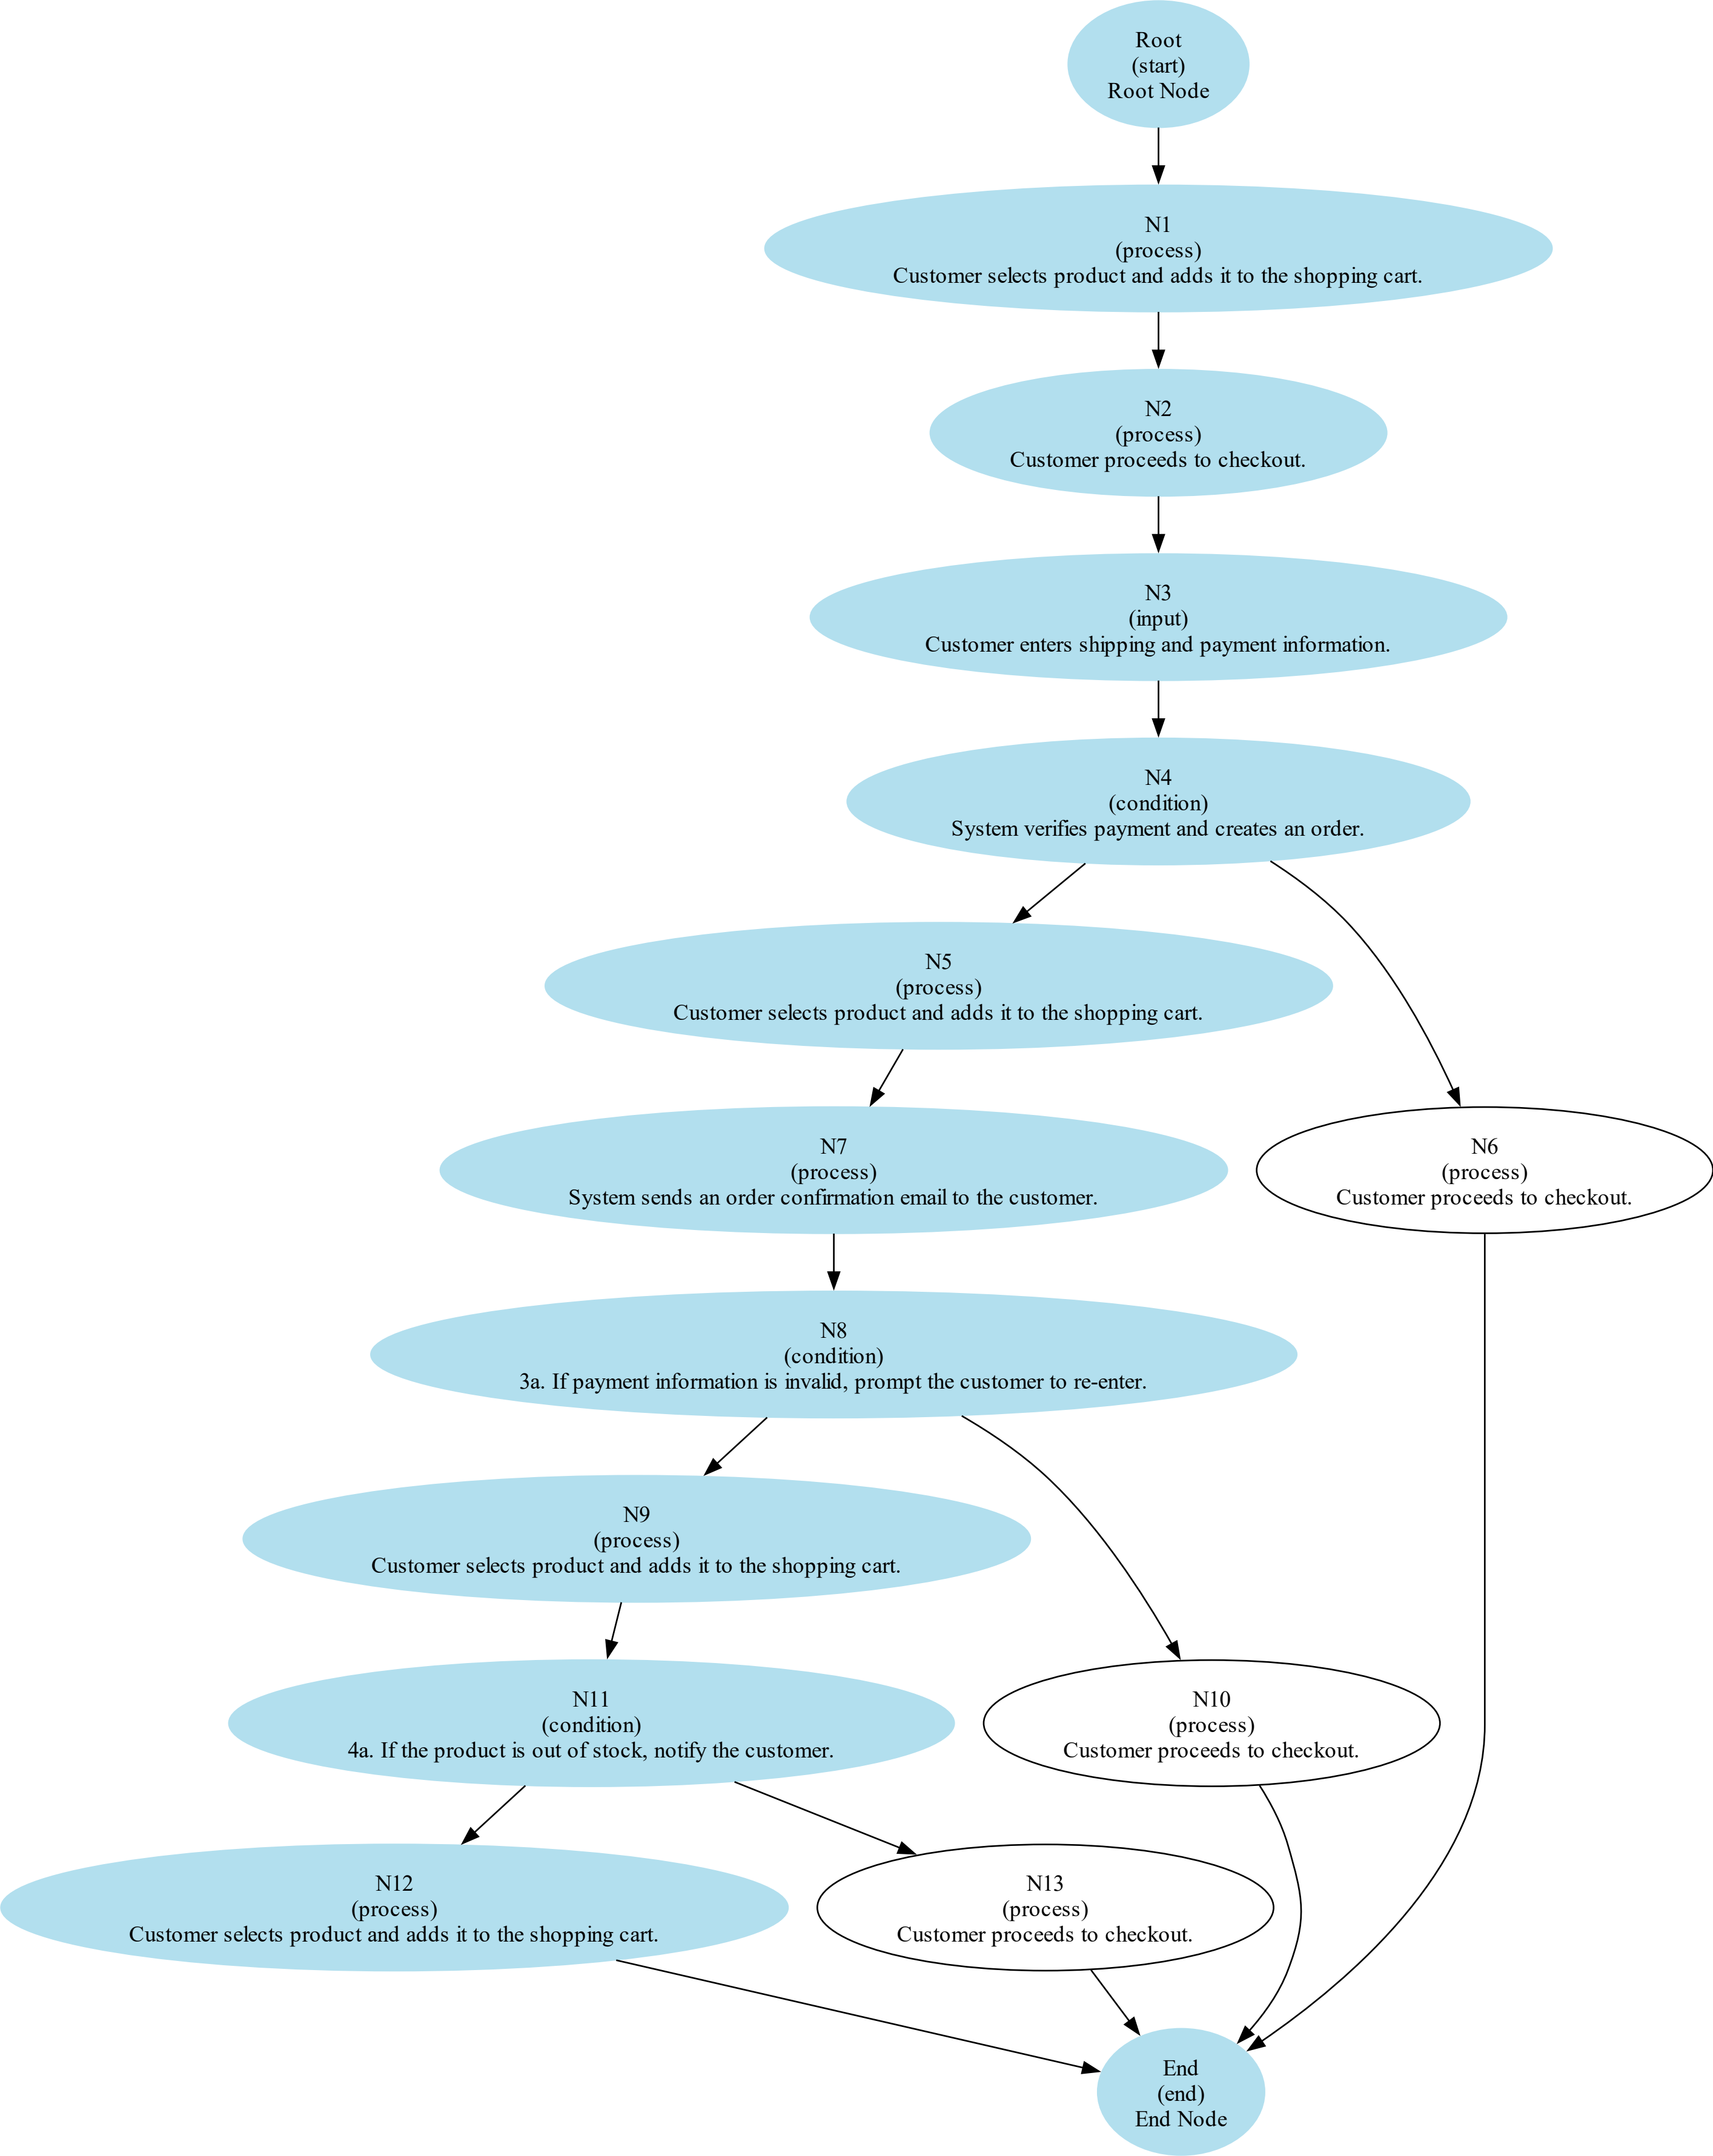 Root
(start)
Root Node
N1
(process)
Customer selects product and adds it to the shopping cart.
N2
(process)
Customer proceeds to checkout.
N3
(input)
Customer enters shipping and payment information.
N4
(condition)
System verifies payment and creates an order.
N5
(process)
Customer selects product and adds it to the shopping cart.
N7
(process)
System sends an order confirmation email to the customer.
N6
(process)
Customer proceeds to checkout.
N8
(condition)
3a. If payment information is invalid, prompt the customer to re-enter.
N9
(process)
Customer selects product and adds it to the shopping cart.
N11
(condition)
4a. If the product is out of stock, notify the customer.
N10
(process)
Customer proceeds to checkout.
N12
(process)
Customer selects product and adds it to the shopping cart.
N13
(process)
Customer proceeds to checkout.
End
(end)
End Node